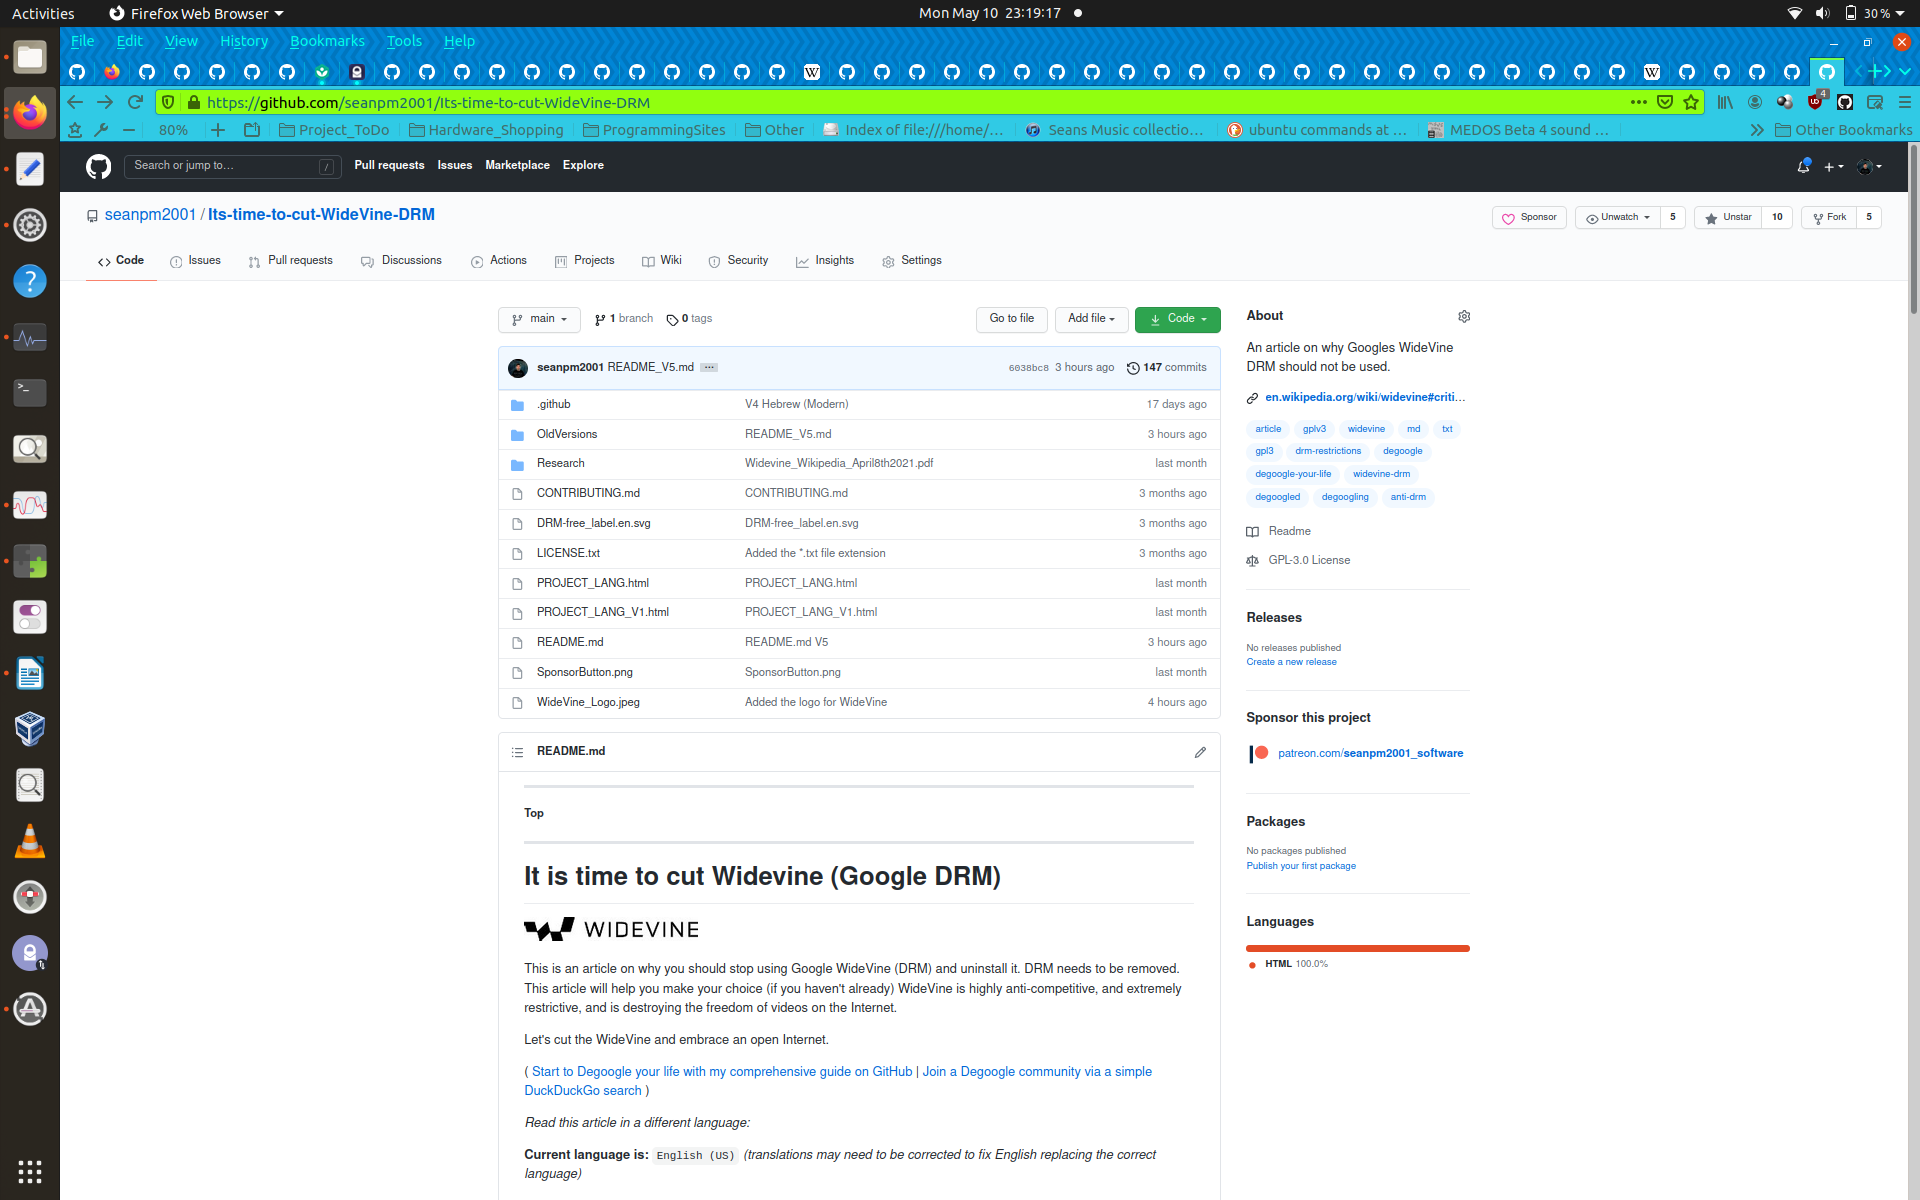 Activities
Firefox Web Browser
Mon May 10 23:19:17
30 %
File Edit View History Bookmarks Tools Help
https://github.com/seanpm2001/Its-time-to-cut-WideVine-DRM
4
80%
Project_ToDo
Hardware_Shopping
ProgrammingSites
Other
Index of file:///home/...
Seans Music collectio...
ubuntu commands at ...
MEDOS Beta 4 sound ...
Other Bookmarks
Search or jump to...
/
Pull requests Issues Marketplace Explore
seanpm2001 / Its-time-to-cut-WideVine-DRM
Sponsor
Unwatch 5
Unstar 10
Fork 5
Code
Issues
Pull requests
Discussions
Actions
Projects
Wiki
Security
Insights
Settings
main
1 branch
0 tags
Go to file
Add file
Code
seanpm2001 README_V5.md ...
6038bc8 3 hours ago
147 commits
.github V4 Hebrew (Modern) 17 days ago
OldVersions README_V5.md 3 hours ago
Research Widevine_Wikipedia_April8th2021.pdf last month
CONTRIBUTING.md CONTRIBUTING.md 3 months ago
DRM-free_label.en.svg DRM-free_label.en.svg 3 months ago
LICENSE.txt Added the *.txt file extension 3 months ago
PROJECT_LANG.html PROJECT_LANG.html last month
PROJECT_LANG_V1.html PROJECT_LANG_V1.html last month
README.md README.md V5 3 hours ago
SponsorButton.png SponsorButton.png last month
WideVine_Logo.jpeg Added the logo for WideVine 4 hours ago
README.md
Top
It is time to cut Widevine (Google DRM)
WIDEVINE
This is an article on why you should stop using Google WideVine (DRM) and uninstall it. DRM needs to be removed.
This article will help you make your choice (if you haven't already) WideVine is highly anti-competitive, and extremely
restrictive, and is destroying the freedom of videos on the Internet.
Let's cut the WideVine and embrace an open Internet.
( Start to Degoogle your life with my comprehensive guide on GitHub | Join a Degoogle community via a simple
DuckDuckGo search )
Read this article in a different language:
Current language is: English (US) (translations may need to be corrected to fix English replacing the correct
language)
About
An article on why Googles WideVine
DRM should not be used.
en.wikipedia.org/wiki/widevine#criti...
article gplv3 widevine md txt
gpl3 drm-restrictions degoogle
degoogle-your-life widevine-drm
degoogled degoogling anti-drm
Readme
GPL-3.0 License
Releases
No releases published
Create a new release
Sponsor this project
patreon.com/seanpm2001_software
Packages
No packages published
Publish your first package
Languages
HTML 100.0%